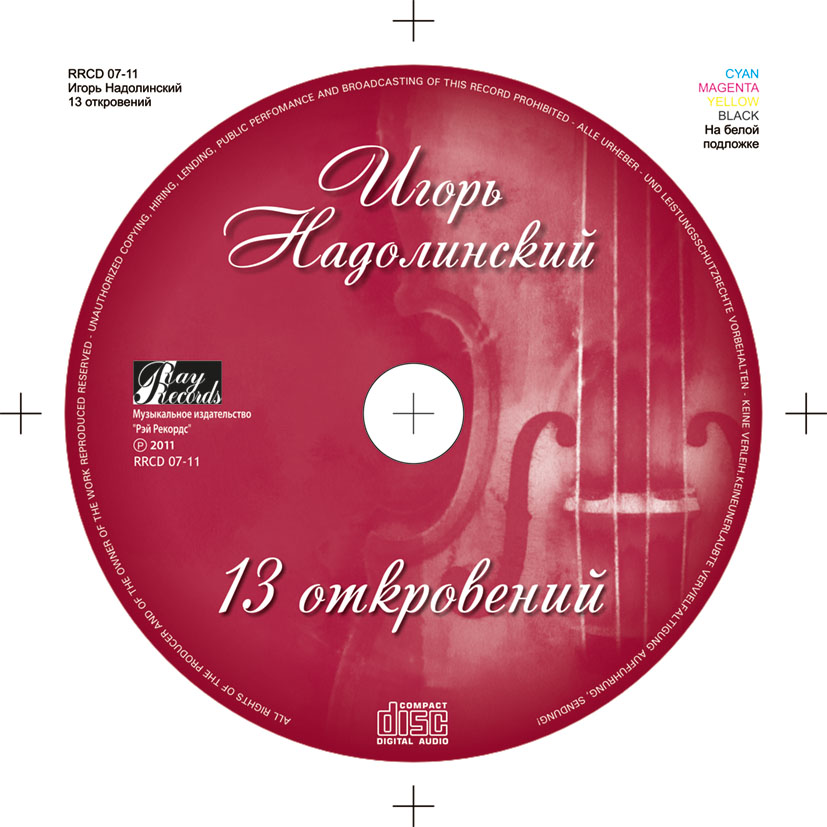 RRCD 07-11
Игорь Надолинский
13 откровений
CYAN
MAGENTA
YELLOW
BLACK
На белой
подложке
ALL RIGHTS OF THE PRODUCER AND OF THE OWNER OF THE WORK REPRODUCED RESERVED - UNAUTHORIZED COPYING, HIRING, LENDING, PUBLIC PERFOMANCE AND BROADCASTING OF THIS RECORD PROHIBITED - ALLE URHEBER - UND LEISTUNGSSCHUTZRECHTE VORBEHALTEN - KEINE VERLEIH.KEINEUNERLAUBTE VERVIELFALTIGUNG AUFFUHRUNG, SENDUNG!
Игорь
Надолинский
Ray
Records
Музыкальное издательство
"Рэй Рекордс"
℗ 2011
RRCD 07-11
13 откровений
COMPACT
disc
DIGITAL AUDIO